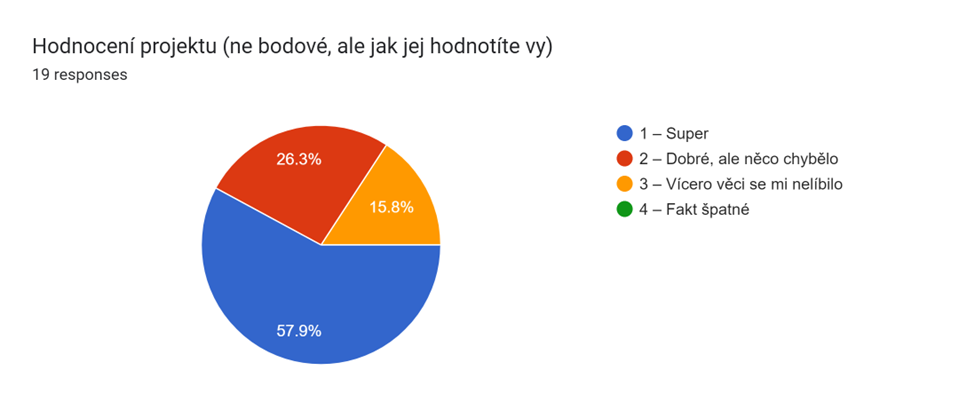 Hodnocení projektu (ne bodové, ale jak jej hodnotíte vy)
19 responses
1 – Super
2 – Dobré, ale něco chybělo
3 – Vícero věci se mi nelíbilo
4 – Fakt špatné
26.3%
15.8%
57.9%